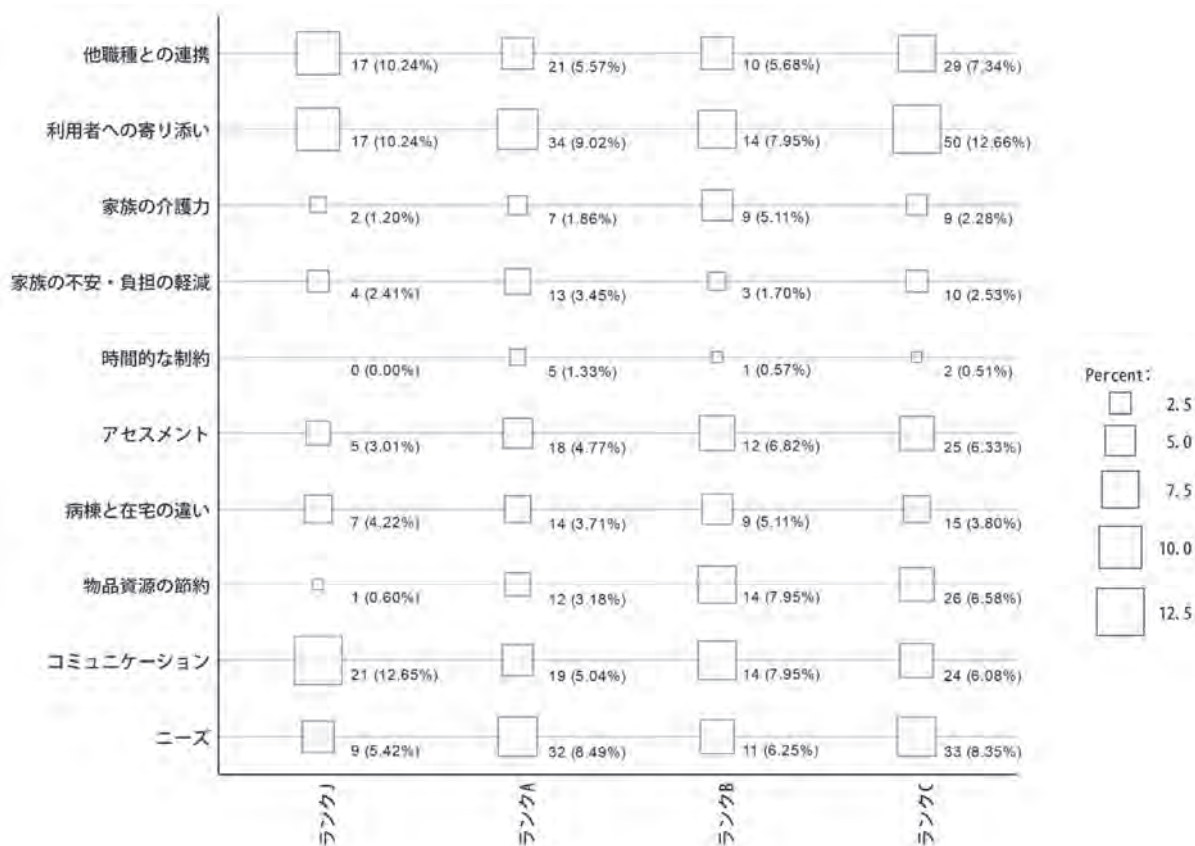 他職種との連携
17 (10.24%) 21 (5.57%) 10 (5.68%) 29 (7.34%)
利用者への寄り添い
17 (10.24%) 34 (9.02%) 14 (7.95%) 50 (12.66%)
家族の介護力
2 (1.20%) 7 (1.86%) 9 (5.11%) 9 (2.28%)
家族の不安・負担の軽減
4 (2.41%) 13 (3.45%) 3 (1.70%) 10 (2.53%)
時間的な制約
0 (0.00%) 5 (1.33%) 1 (0.57%) 2 (0.51%)
アセスメント
5 (3.01%) 18 (4.77%) 12 (6.82%) 25 (6.33%)
病棟と在宅の違い
7 (4.22%) 14 (3.71%) 9 (5.11%) 15 (3.80%)
物品資源の節約
1 (0.60%) 12 (3.18%) 14 (7.95%) 26 (6.58%)
コミュニケーション
21 (12.65%) 19 (5.04%) 14 (7.95%) 24 (6.08%)
ニーズ
9 (5.42%) 32 (8.49%) 11 (6.25%) 33 (8.35%)
ランクJ
ランクA
ランクB
ランクC
Percent:
2.5
5.0
7.5
10.0
12.5